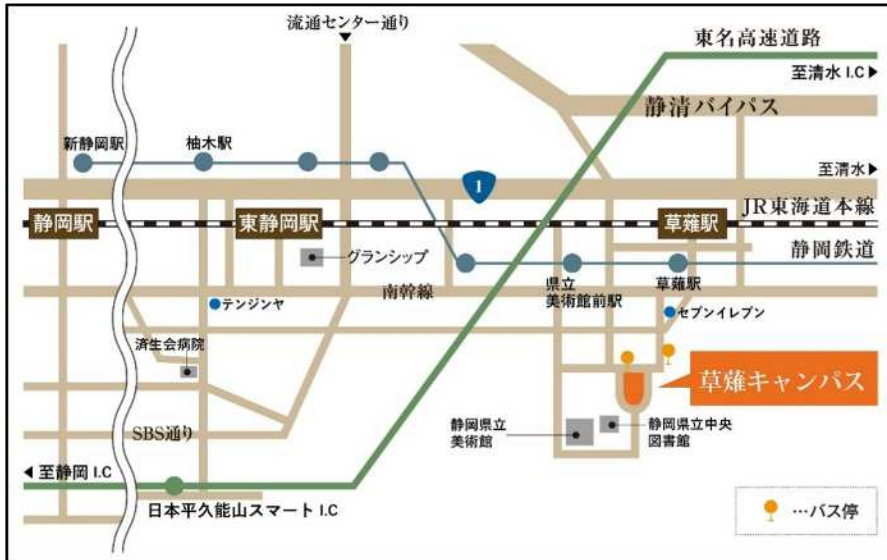 流通センター通り
東名高速道路
至清水 I.C
静清バイパス
新静岡駅
柚木駅
至清水
1
JR東海道本線
静岡駅
東静岡駅
草薙駅
静岡鉄道
グランシップ
県立
美術館前駅
草薙駅
南幹線
テンジンヤ
セブンイレブン
済生会病院
草薙キャンパス
SBS通り
静岡県立
美術館
静岡県立中央
図書館
至静岡 I.C
日本平久能山スマート I.C
…バス停